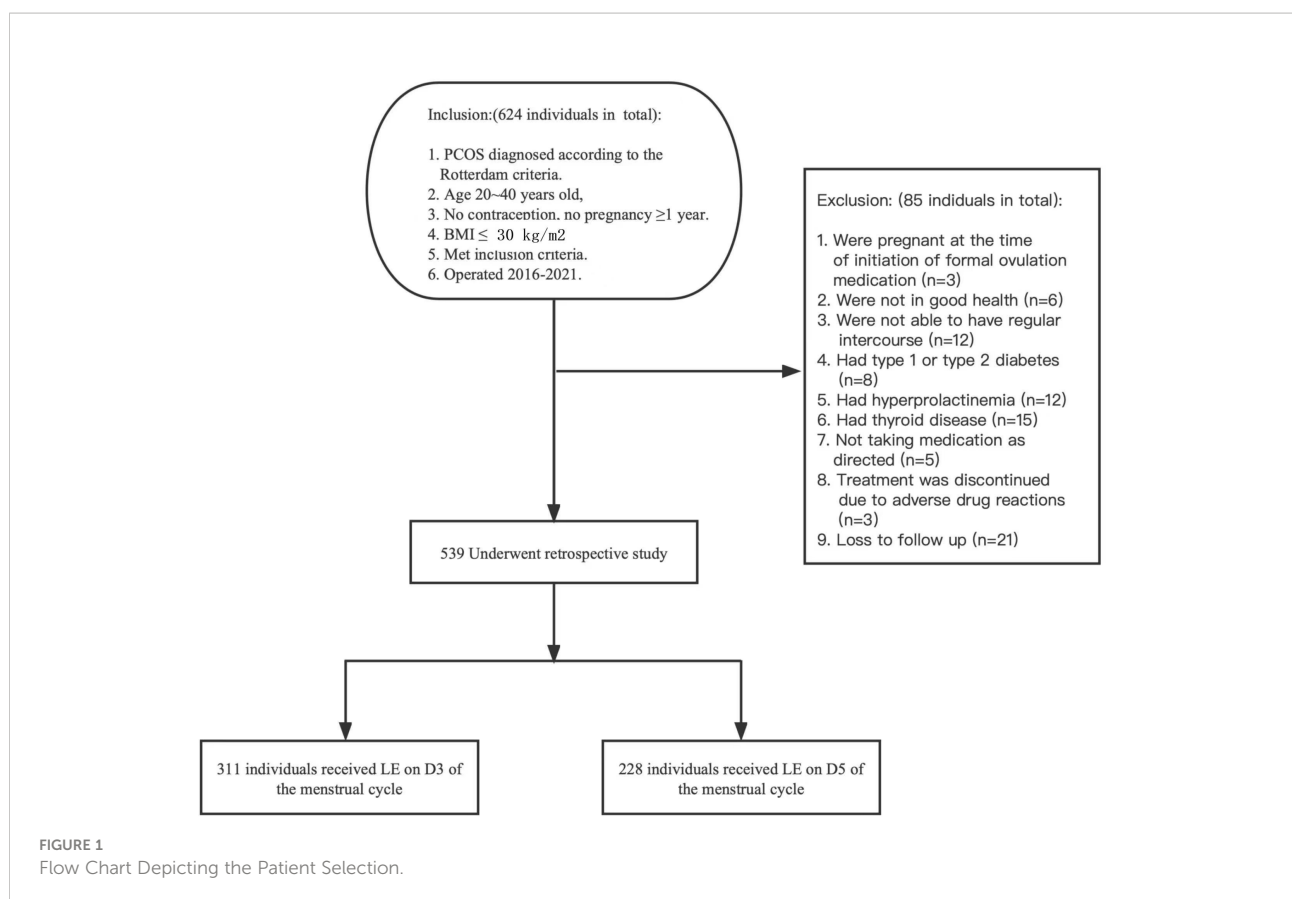 Inclusion:(624 individuals in total):
1. PCOS diagnosed according to the
Rotterdam criteria.
2. Age 20~40 years old,
3. No contraception, no pregnancy ≥1 year.
4. BMI ≤ 30 kg/m2
5. Met inclusion criteria.
6. Operated 2016-2021.
Exclusion: (85 indiduals in total):
1. Were pregnant at the time
of initiation of formal ovulation
medication (n=3)
2. Were not in good health (n=6)
3. Were not able to have regular
intercourse (n=12)
4. Had type 1 or type 2 diabetes
(n=8)
5. Had hyperprolactinemia (n=12)
6. Had thyroid disease (n=15)
7. Not taking medication as
directed (n=5)
8. Treatment was discontinued
due to adverse drug reactions
(n=3)
9. Loss to follow up (n=21)
539 Underwent retrospective study
311 individuals received LE on D3 of
the menstrual cycle
228 individuals received LE on D5 of
the menstrual cycle
FIGURE 1
Flow Chart Depicting the Patient Selection.